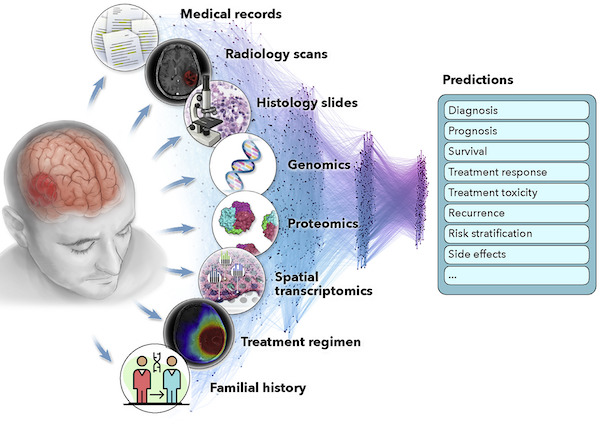 Medical records
Radiology scans
Histology slides
Genomics
Proteomics
Spatial
transcriptomics
Treatment regimen
Familial history
Predictions
Diagnosis
Prognosis
Survival
Treatment response
Treatment toxicity
Recurrence
Risk stratification
Side effects
...